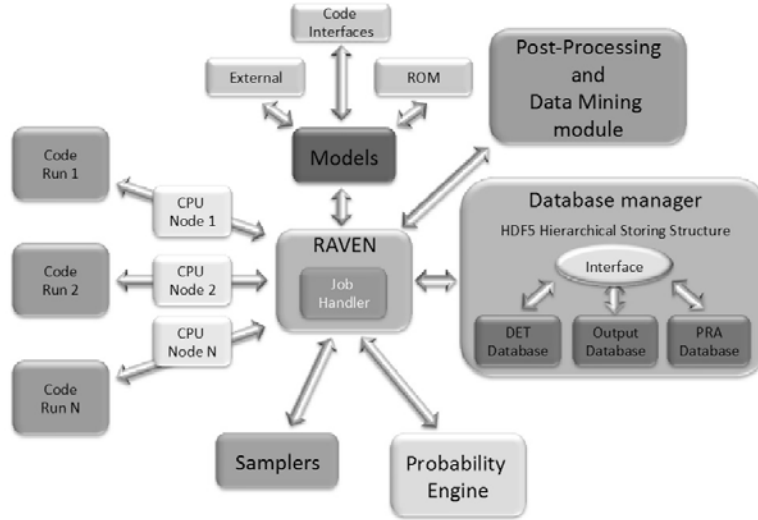 Code
Interfaces
External
ROM
Models
Post-Processing
and
Data Mining
module
Code
Run 1
CPU
Node 1
Code
Run 2
CPU
Node 2
Code
Run N
CPU
Node N
RAVEN
Job
Handler
Database manager
HDF5 Hierarchical Storing Structure
Interface
DET
Database
Output
Database
PRA
Database
Samplers
Probability
Engine